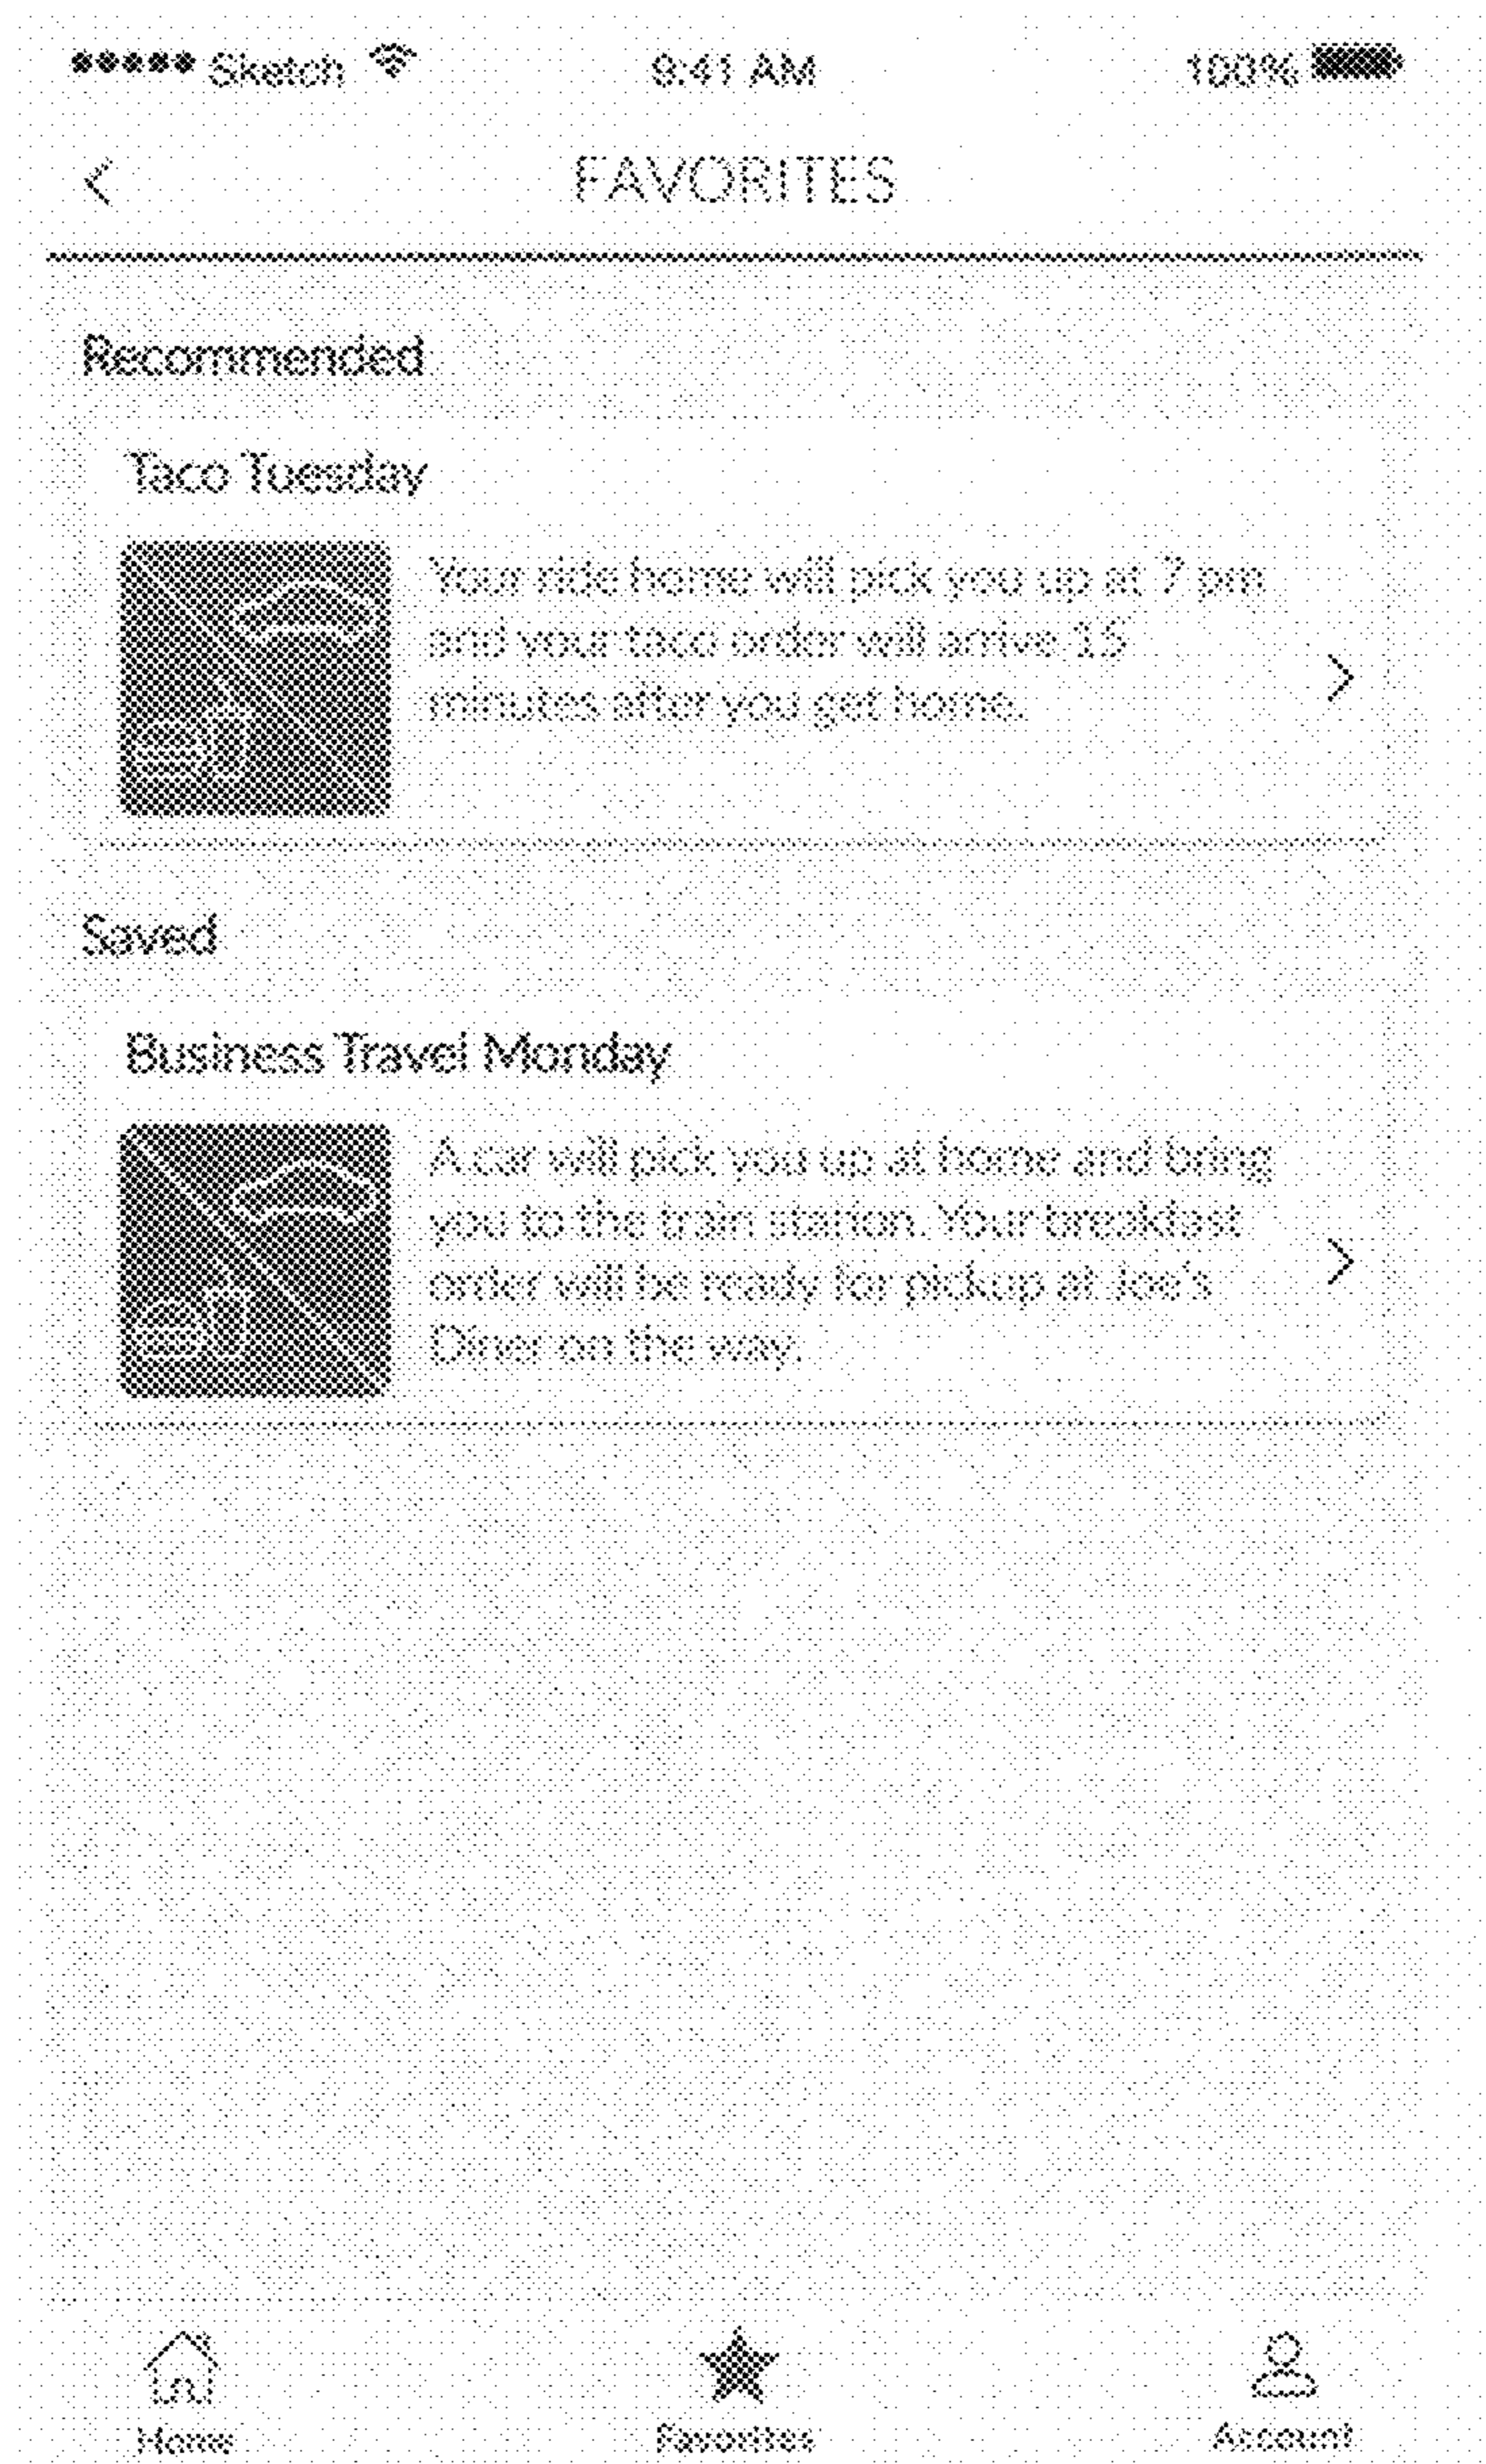 Sketch 9:41 AM 100%
FAVORITES
Recommended
Taco Tuesday
Your ride home will pick you up at 7 pm
and your taco order will arrive 15
minutes after you get home.
Saved
Business Travel Monday
A car will pick you up at home and bring
you to the train station. Your breakfast
order will be ready for pickup at Joe's
Diner on the way.
Home Favorites Account